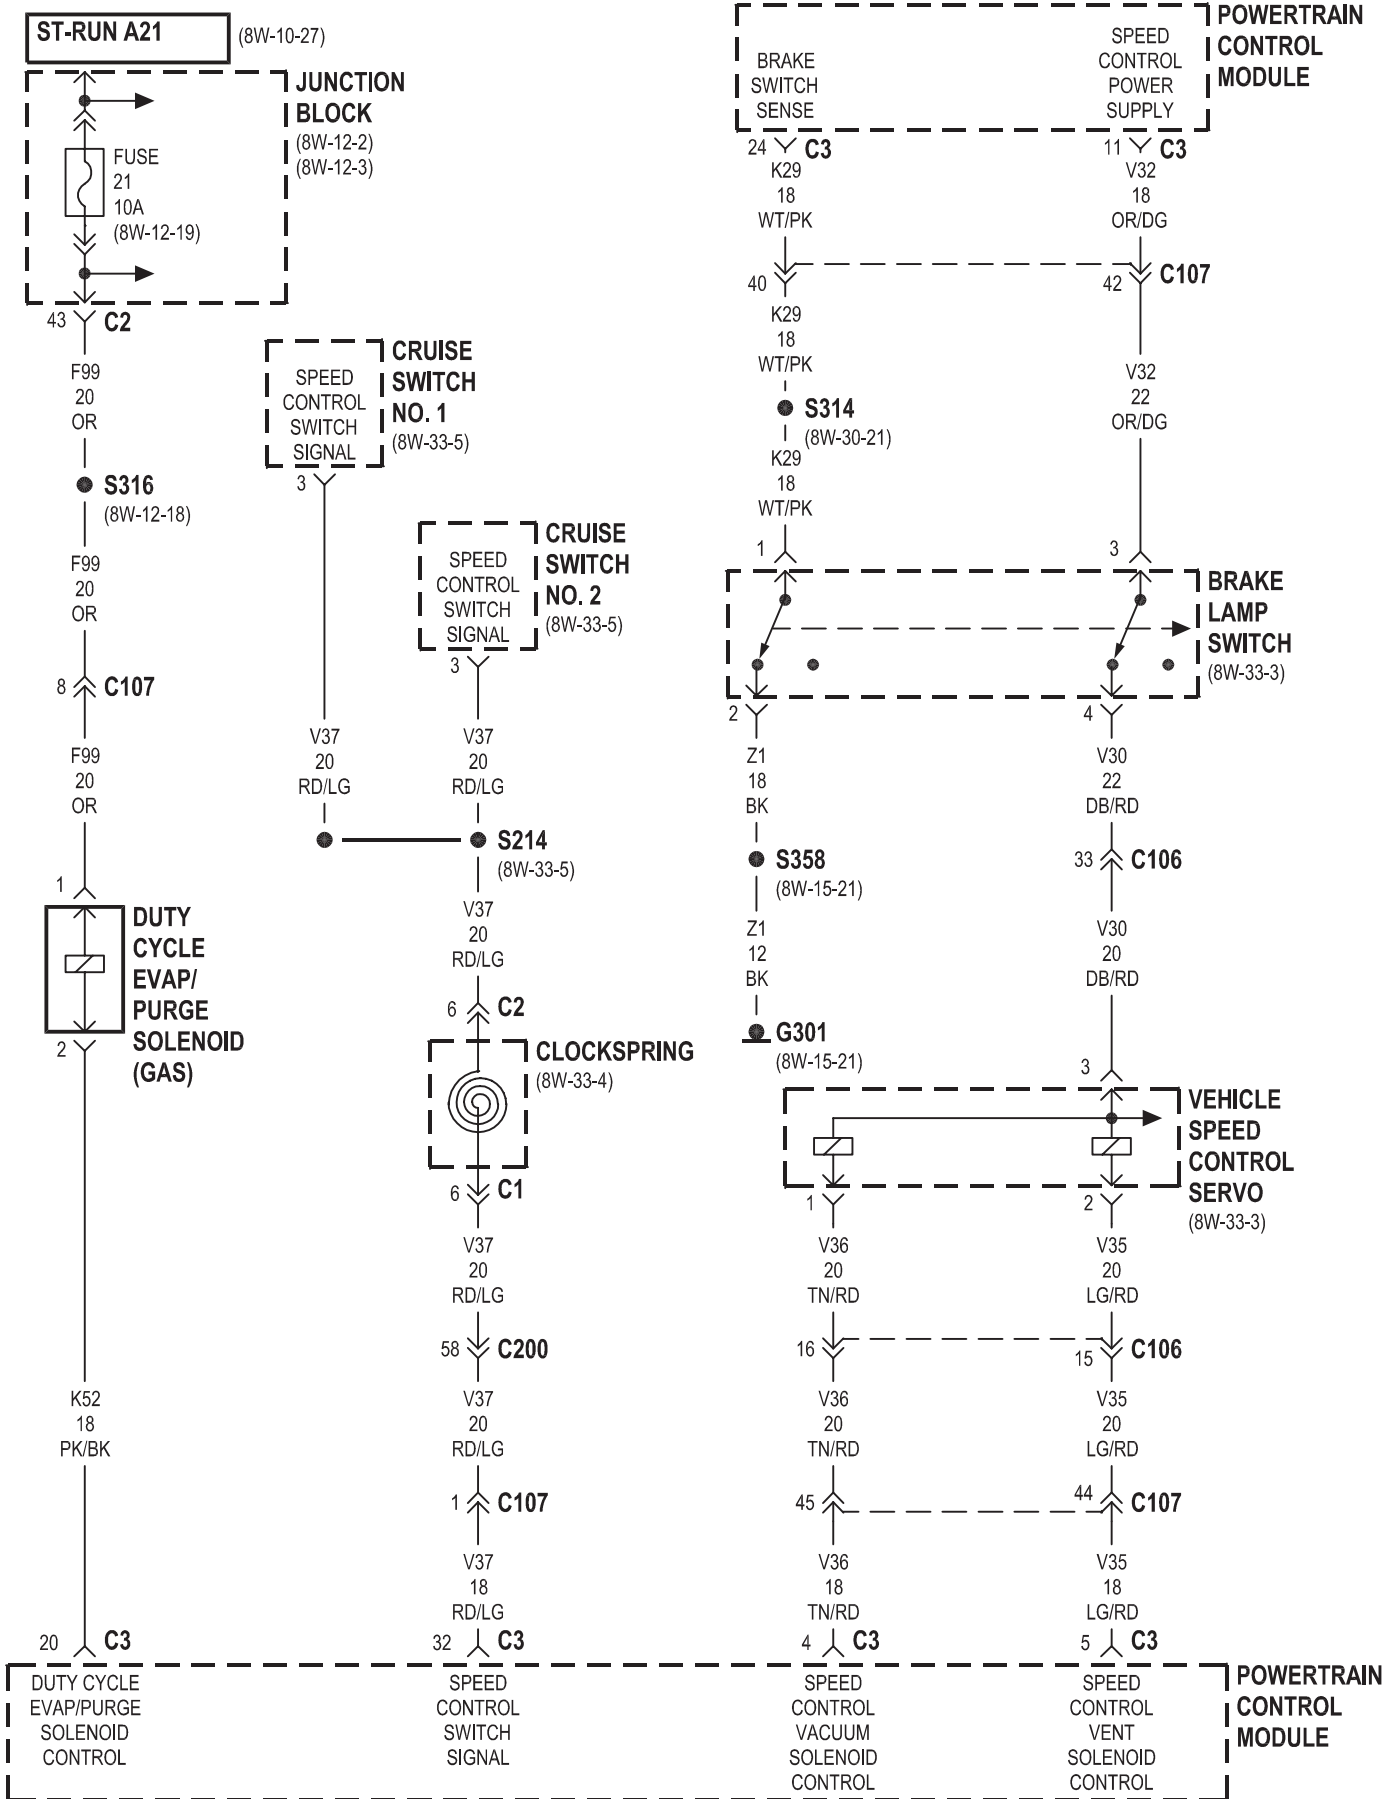 ST-RUN A21
(8W-10-27)
JUNCTION
BLOCK
(8W-12-2)
(8W-12-3)
FUSE
21
10A
(8W-12-19)
43
C2
F99
20
OR
S316
(8W-12-18)
F99
20
OR
8
C107
F99
20
OR
1
DUTY
CYCLE
EVAP/
PURGE
SOLENOID
(GAS)
2
K52
18
PK/BK
20
C3
CRUISE
SWITCH
NO. 1
(8W-33-5)
SPEED
CONTROL
SWITCH
SIGNAL
3
V37
20
RD/LG
CRUISE
SWITCH
NO. 2
(8W-33-5)
SPEED
CONTROL
SWITCH
SIGNAL
3
V37
20
RD/LG
S214
(8W-33-5)
V37
20
RD/LG
6
C2
CLOCKSPRING
(8W-33-4)
6
C1
V37
20
RD/LG
58
C200
V37
20
RD/LG
1
C107
V37
18
RD/LG
32
C3
POWERTRAIN
CONTROL
MODULE
BRAKE
SWITCH
SENSE
SPEED
CONTROL
POWER
SUPPLY
24
C3
K29
18
WT/PK
40
K29
18
WT/PK
S314
(8W-30-21)
K29
18
WT/PK
1
11
C3
V32
18
OR/DG
42
C107
V32
22
OR/DG
3
BRAKE
LAMP
SWITCH
(8W-33-3)
2
Z1
18
BK
S358
(8W-15-21)
Z1
12
BK
G301
(8W-15-21)
4
V30
22
DB/RD
33
C106
V30
20
DB/RD
3
VEHICLE
SPEED
CONTROL
SERVO
(8W-33-3)
1
V36
20
TN/RD
16
V36
20
TN/RD
45
V36
18
TN/RD
4
C3
2
V35
20
LG/RD
15
C106
V35
20
LG/RD
44
C107
V35
18
LG/RD
5
C3
DUTY CYCLE
EVAP/PURGE
SOLENOID
CONTROL
SPEED
CONTROL
SWITCH
SIGNAL
SPEED
CONTROL
VACUUM
SOLENOID
CONTROL
SPEED
CONTROL
VENT
SOLENOID
CONTROL
POWERTRAIN
CONTROL
MODULE